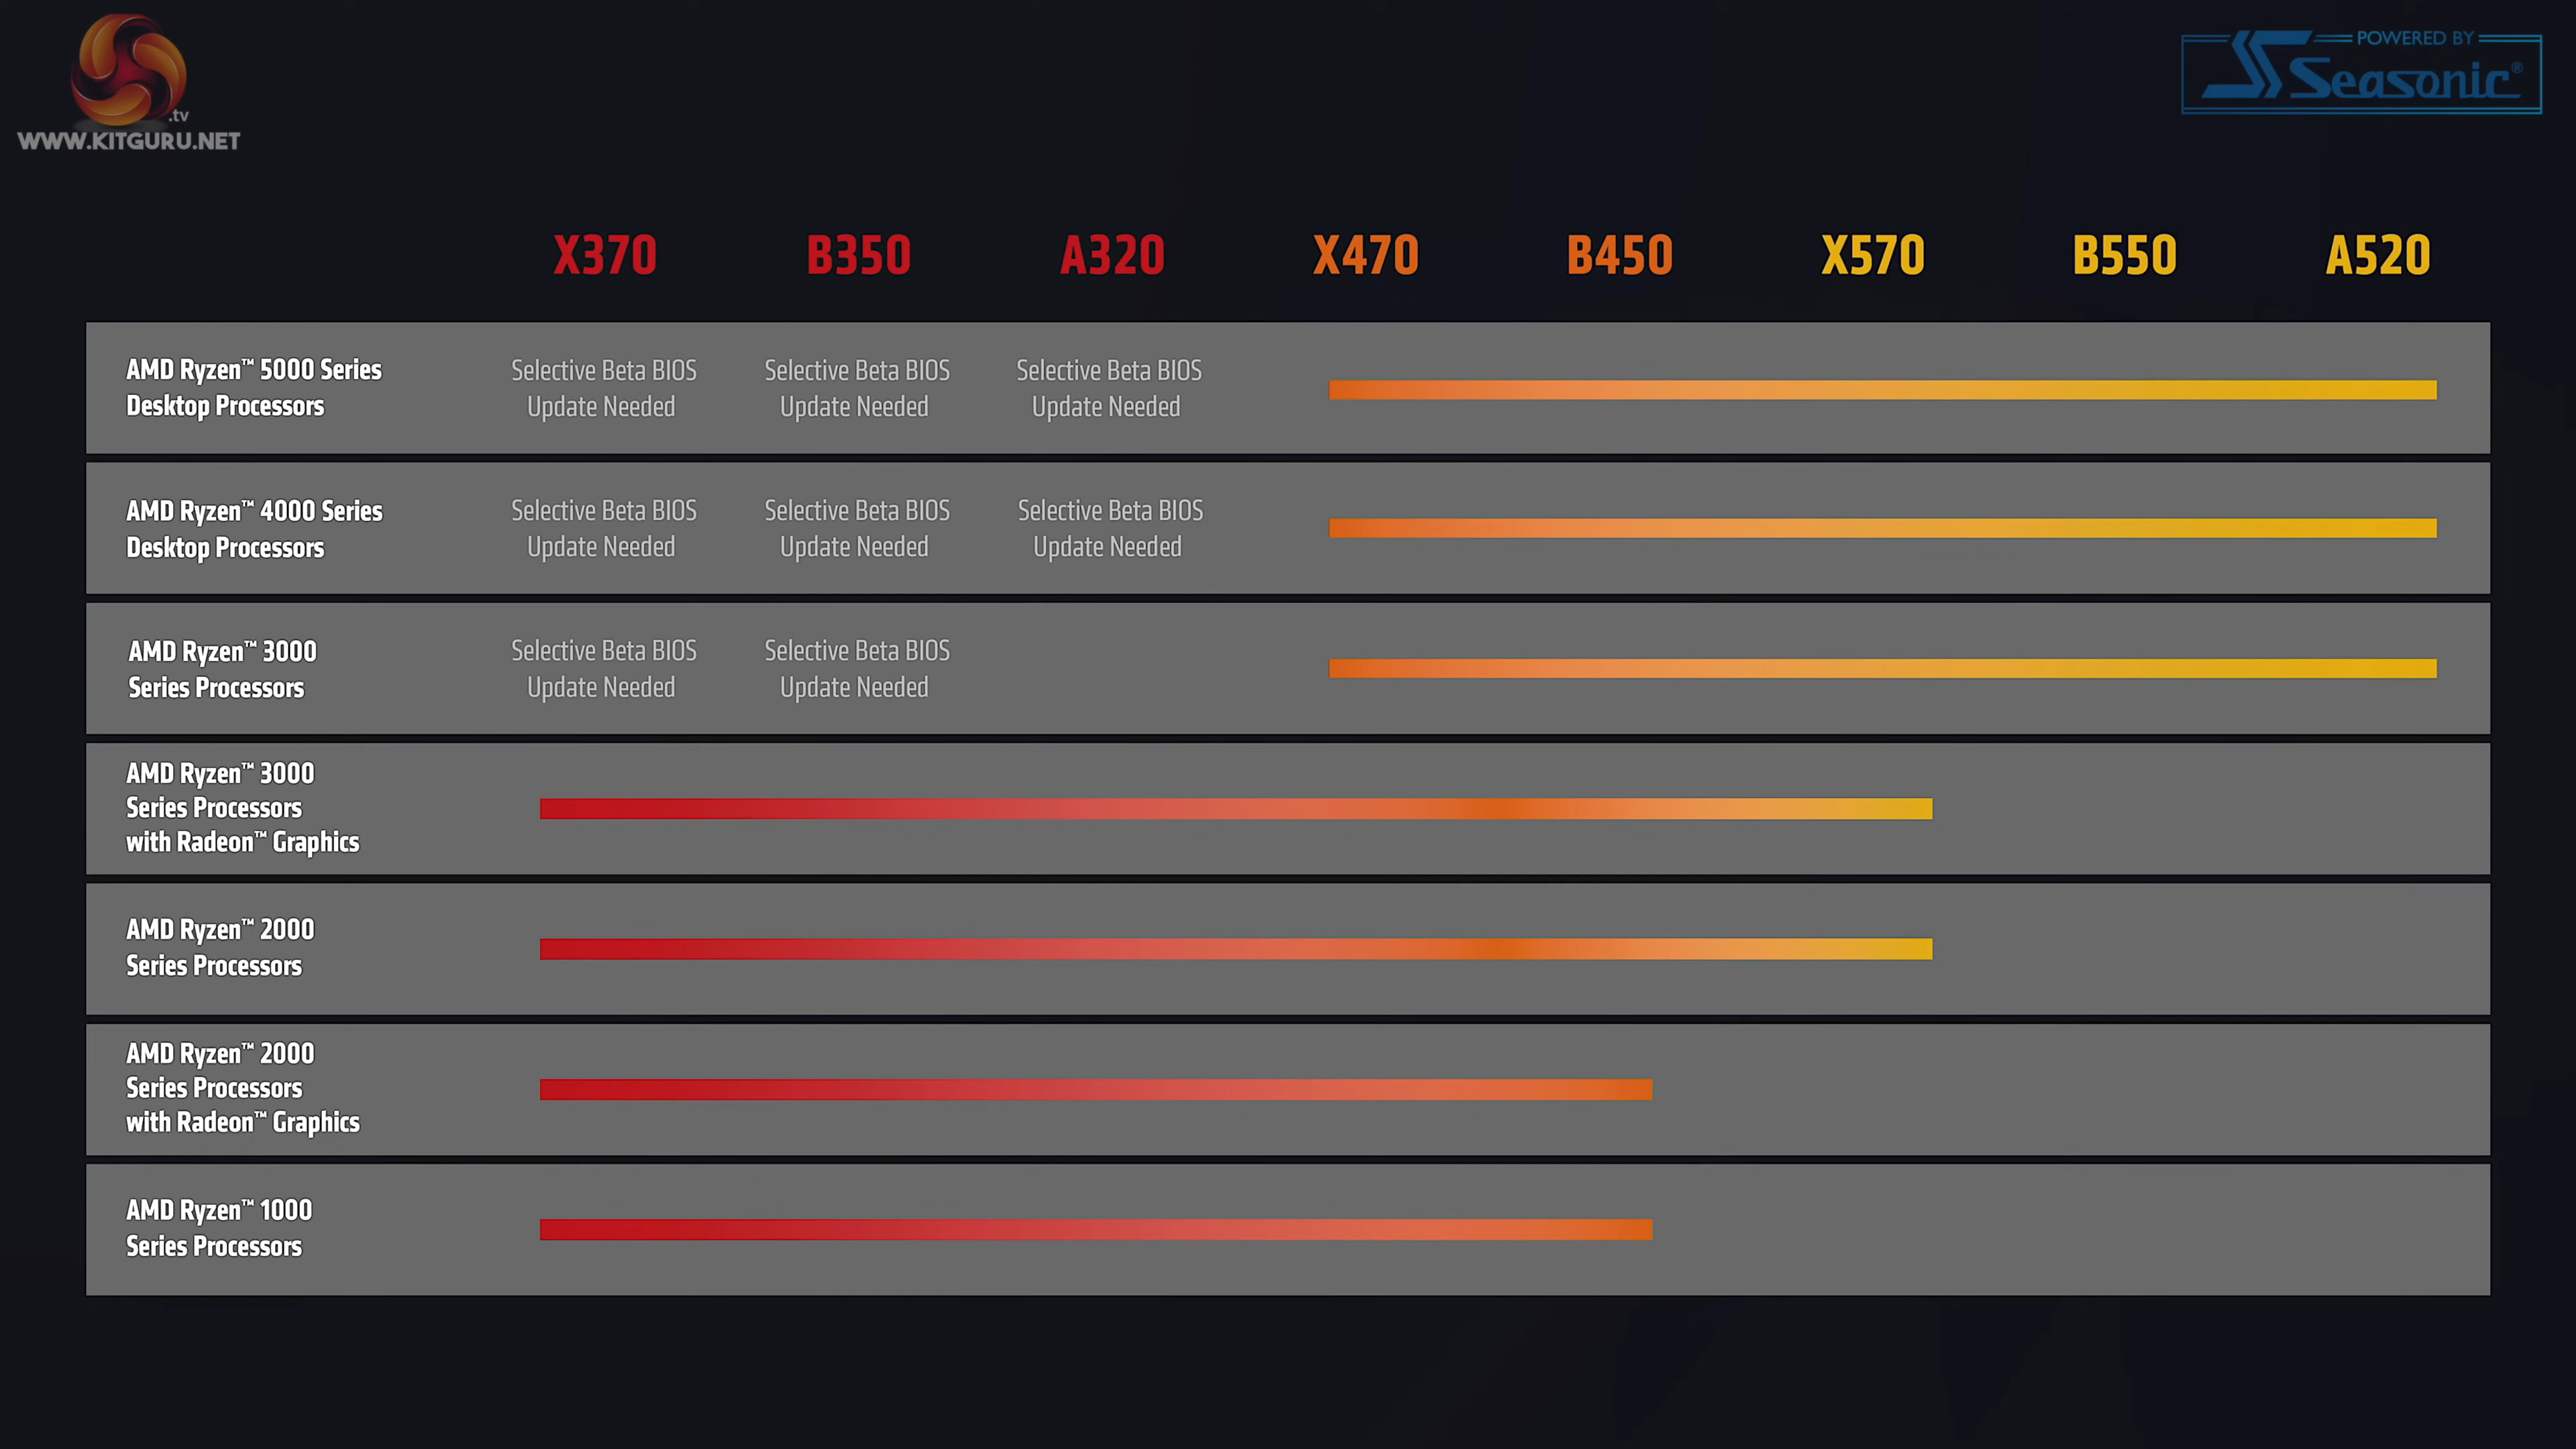 .tv
WWW.KITGURU.NET
POWERED BY
Seasonic®
X370 B350 A320 X470 B450 X570 B550 A520
AMD Ryzen™ 5000 Series
Desktop Processors
Selective Beta BIOS
Update Needed
Selective Beta BIOS
Update Needed
Selective Beta BIOS
Update Needed
AMD Ryzen™ 4000 Series
Desktop Processors
Selective Beta BIOS
Update Needed
Selective Beta BIOS
Update Needed
Selective Beta BIOS
Update Needed
AMD Ryzen™ 3000
Series Processors
Selective Beta BIOS
Update Needed
Selective Beta BIOS
Update Needed
AMD Ryzen™ 3000
Series Processors
with Radeon™ Graphics
AMD Ryzen™ 2000
Series Processors
AMD Ryzen™ 2000
Series Processors
with Radeon™ Graphics
AMD Ryzen™ 1000
Series Processors